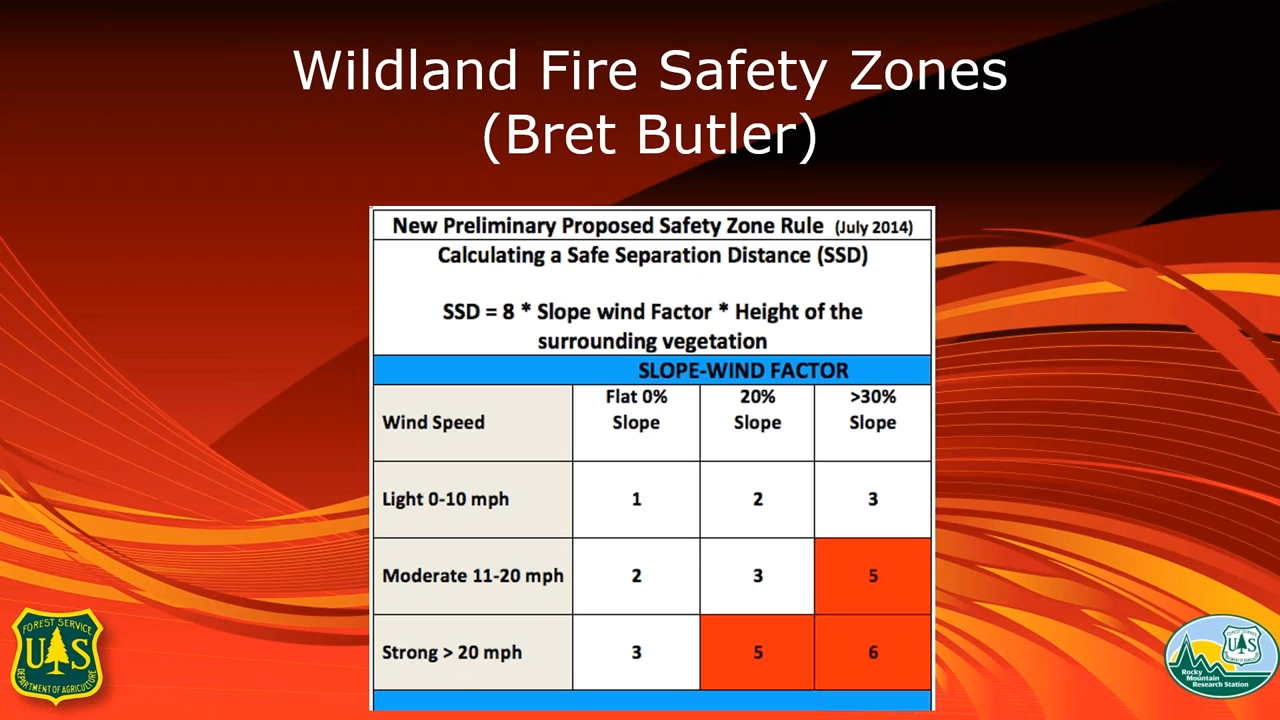 Wildland Fire Safety Zones
(Bret Butler)
New Preliminary Proposed Safety Zone Rule (July 2014)
Calculating a Safe Separation Distance (SSD)
SSD = 8 * Slope wind Factor * Height of the
surrounding vegetation
SLOPE-WIND FACTOR
Wind Speed
Flat 0%
Slope
20%
Slope
>30%
Slope
Light 0-10 mph 1 2 3
Moderate 11-20 mph 2 3 5
Strong > 20 mph 3 5 6
FOREST SERVICE
U S
DEPARTMENT OF AGRICULTURE
FOREST SERVICE
U S
Rocky
Mountain
Research Station